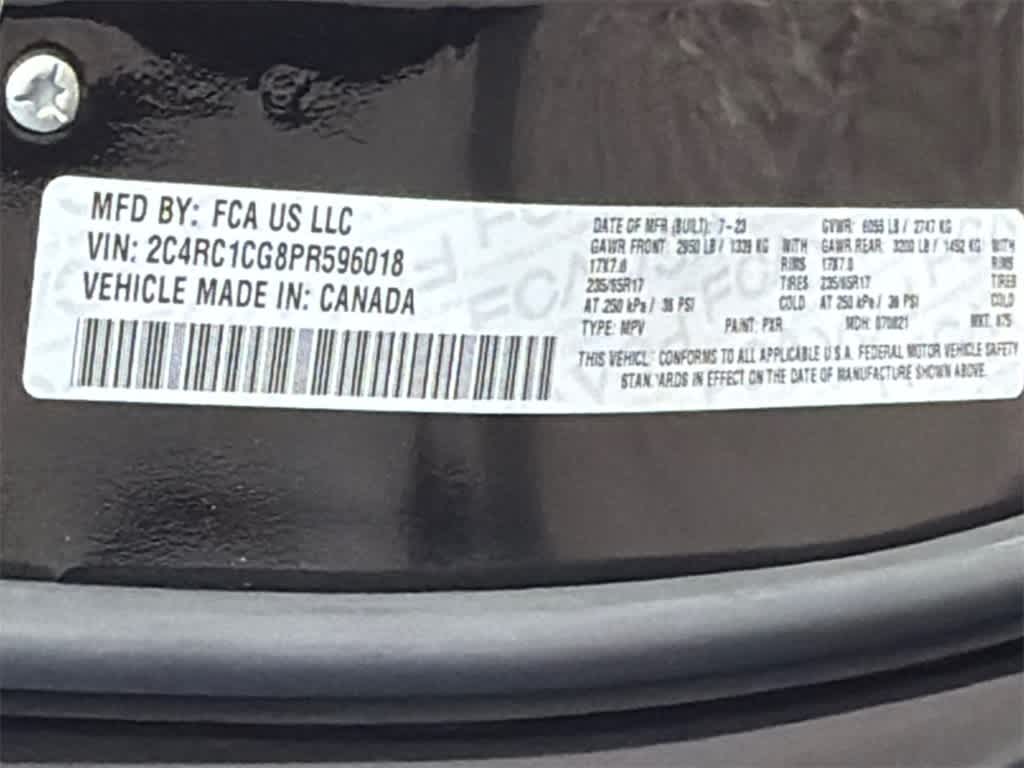 MFD BY: FCA US LLC
VIN: 2C4RC1CG8PR596018
VEHICLE MADE IN: CANADA
DATE OF MFR (BUILT): 7-23 GVWR: 6055 LB / 2747 KG
GAWR FRONT: 2950 LB / 1339 KG WITH GAWR REAR: 3200 LB / 1452 KG WITH
17X7.0 RIMS 17X7.0 RIMS
235/65R17 TIRES 235/65R17 TIRES
AT 250 kPa / 36 PSI COLD AT 250 kPa / 36 PSI COLD
TYPE: MPV PAINT: PXR MDH: 070821
THIS VEHICLE CONFORMS TO ALL APPLICABLE U.S.A. FEDERAL MOTOR VEHICLE SAFETY
STANDARDS IN EFFECT ON THE DATE OF MANUFACTURE SHOWN ABOVE.